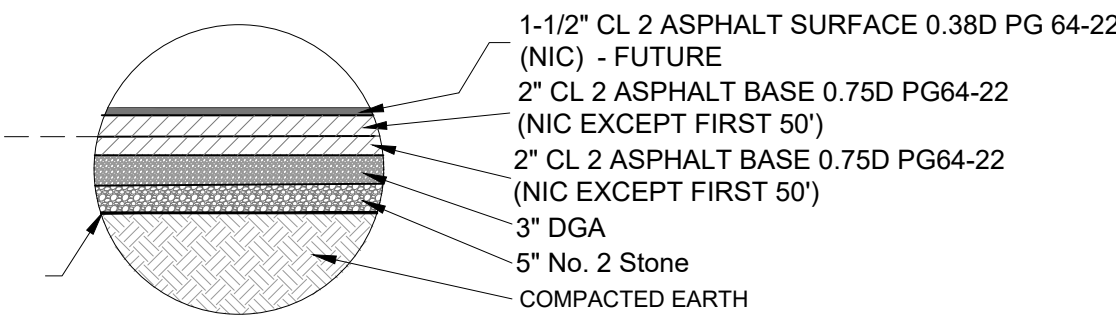 1-1/2" CL 2 ASPHALT SURFACE 0.38D PG 64-22
(NIC) - FUTURE
2" CL 2 ASPHALT BASE 0.75D PG64-22
(NIC EXCEPT FIRST 50')
2" CL 2 ASPHALT BASE 0.75D PG64-22
(NIC EXCEPT FIRST 50')
3" DGA
5" No. 2 Stone
COMPACTED EARTH